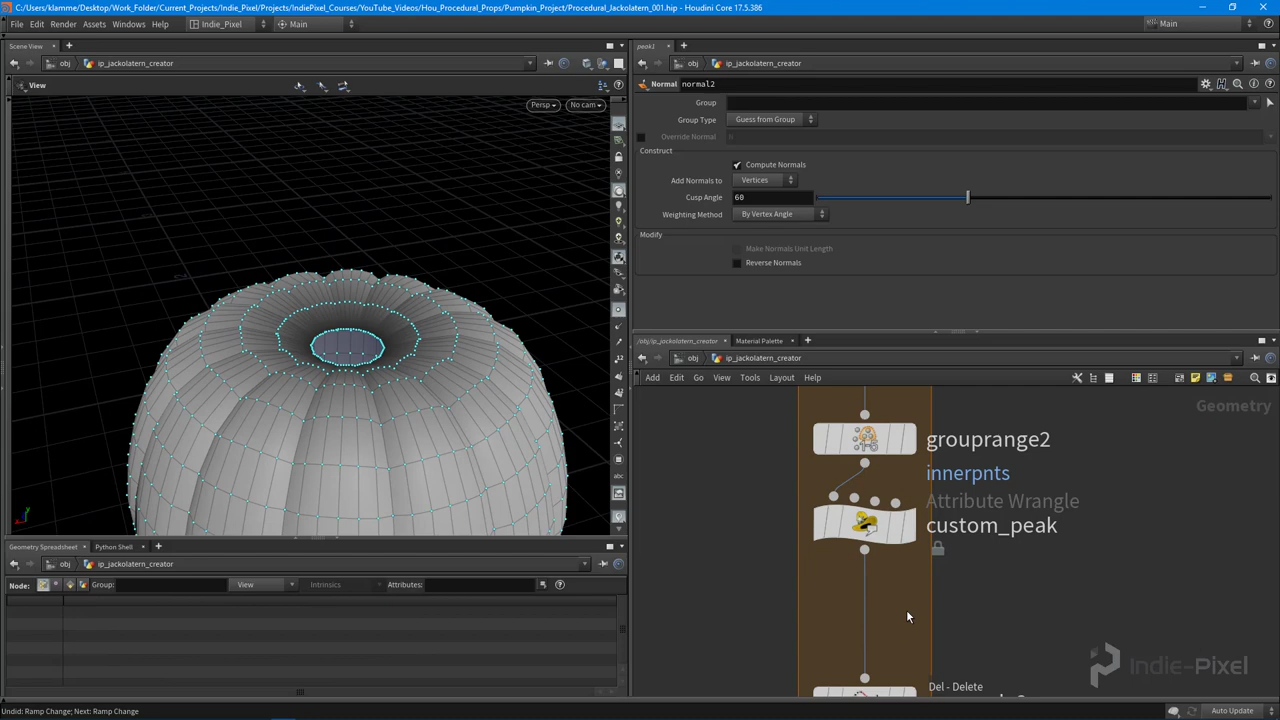 C:/Users/klamme/Desktop/Work_Folder/Current_Projects/Indie_Pixel/Projects/IndiePixel_Courses/YouTube_Videos/Hou_Procedural_Videos/Pumpkin_Project/Procedural_Jackolatern_001.hip - Houdini Core 17.5.386
File Edit Render Assets Windows Help Indie_Pixel Main Main
Scene View
obj ip_jackolatern_creator
View
Persp No cam
abc
Geometry Spreadsheet Python Shell
obj ip_jackolatern_creator
Node: Group: View Intrinsics Attributes:
peak1
obj ip_jackolatern_creator
Normal normal2
Group
Group Type Guess from Group
Override Normal
Construct
Compute Normals
Add Normals to Vertices
Cusp Angle 60
Weighting Method By Vertex Angle
Modify
Make Normals Unit Length
Reverse Normals
/obj/ip_jackolatern_creator Material Palette
obj ip_jackolatern_creator
Add Edit Go View Tools Layout Help
Geometry
grouprange2
innerpnts
Attribute Wrangle
custom_peak
Indie-Pixel
Del - Delete
Undid: Ramp Change; Next: Ramp Change
Auto Update